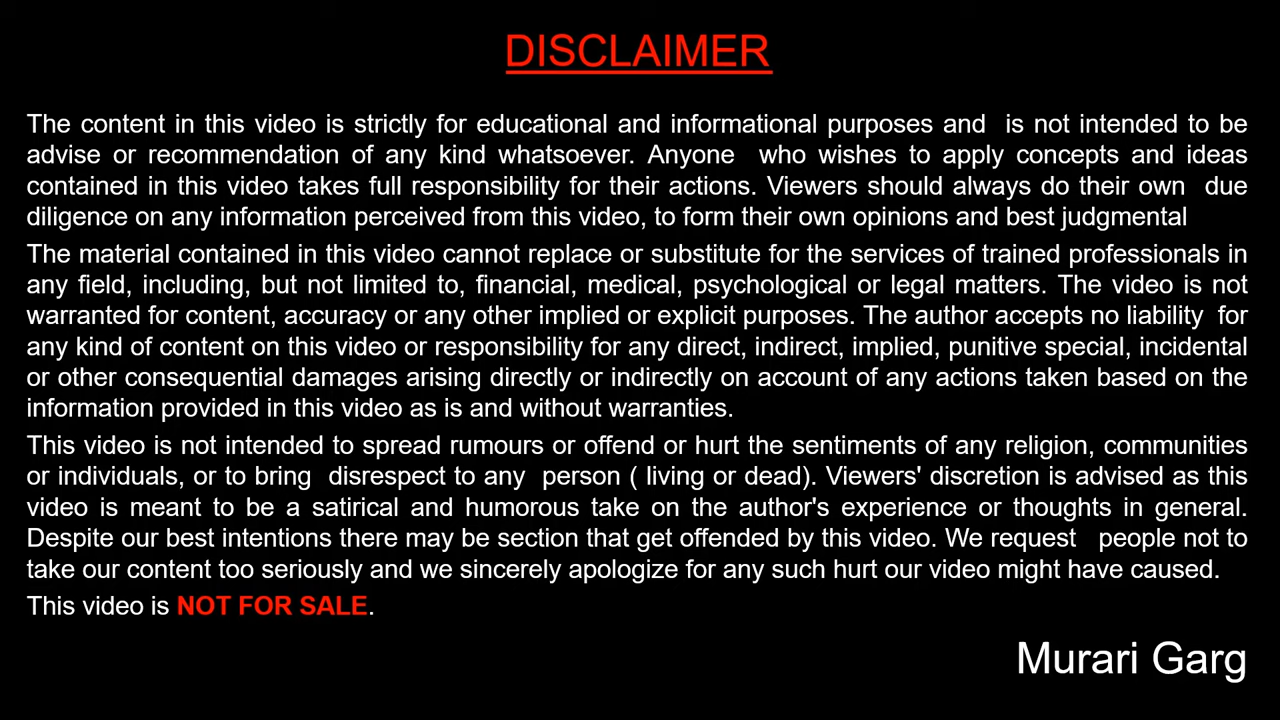 DISCLAIMER
The content in this video is strictly for educational and informational purposes and is not intended to be
advise or recommendation of any kind whatsoever. Anyone who wishes to apply concepts and ideas
contained in this video takes full responsibility for their actions. Viewers should always do their own due
diligence on any information perceived from this video, to form their own opinions and best judgmental
The material contained in this video cannot replace or substitute for the services of trained professionals in
any field, including, but not limited to, financial, medical, psychological or legal matters. The video is not
warranted for content, accuracy or any other implied or explicit purposes. The author accepts no liability for
any kind of content on this video or responsibility for any direct, indirect, implied, punitive special, incidental
or other consequential damages arising directly or indirectly on account of any actions taken based on the
information provided in this video as is and without warranties.
This video is not intended to spread rumours or offend or hurt the sentiments of any religion, communities
or individuals, or to bring disrespect to any person ( living or dead). Viewers' discretion is advised as this
video is meant to be a satirical and humorous take on the author's experience or thoughts in general.
Despite our best intentions there may be section that get offended by this video. We request people not to
take our content too seriously and we sincerely apologize for any such hurt our video might have caused.
This video is NOT FOR SALE.
Murari Garg